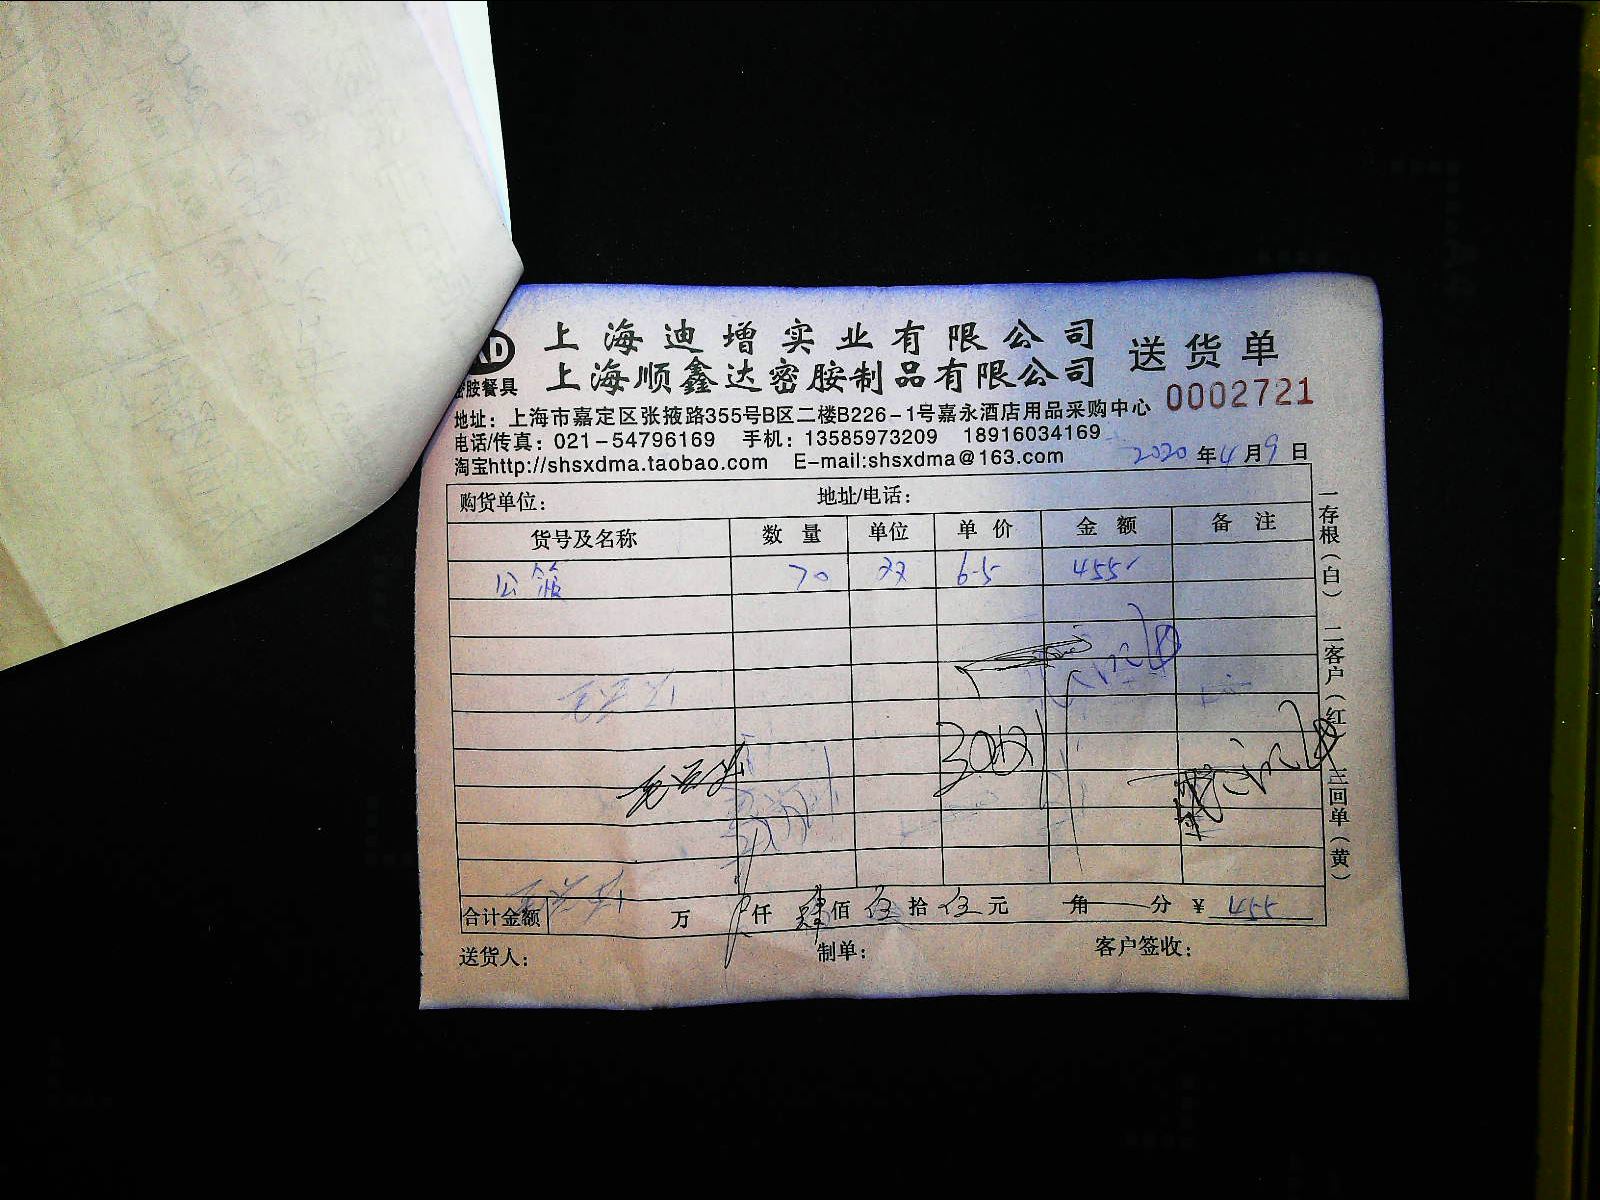 上海迪增实业有限公司
上海顺鑫达密胺制品有限公司 送货单
密胺餐具 0002721
地址：上海市嘉定区张掖路355号B区二楼B226-1号嘉永酒店用品采购中心
电话/传真：021-54796169 手机：13585973209 18916034169
淘宝http://shsxdma.taobao.com E-mail:shsxdma@163.com 2020年4月9日
购货单位： 地址/电话：
货号及名称 数量 单位 单价 金额 备注
公筷 70 双 6.5 455
合计金额 万 仟 肆佰 伍拾 伍元 角 分 ¥ 455
送货人： 制单： 客户签收：
一存根（白） 二客户（红） 三回单（黄）